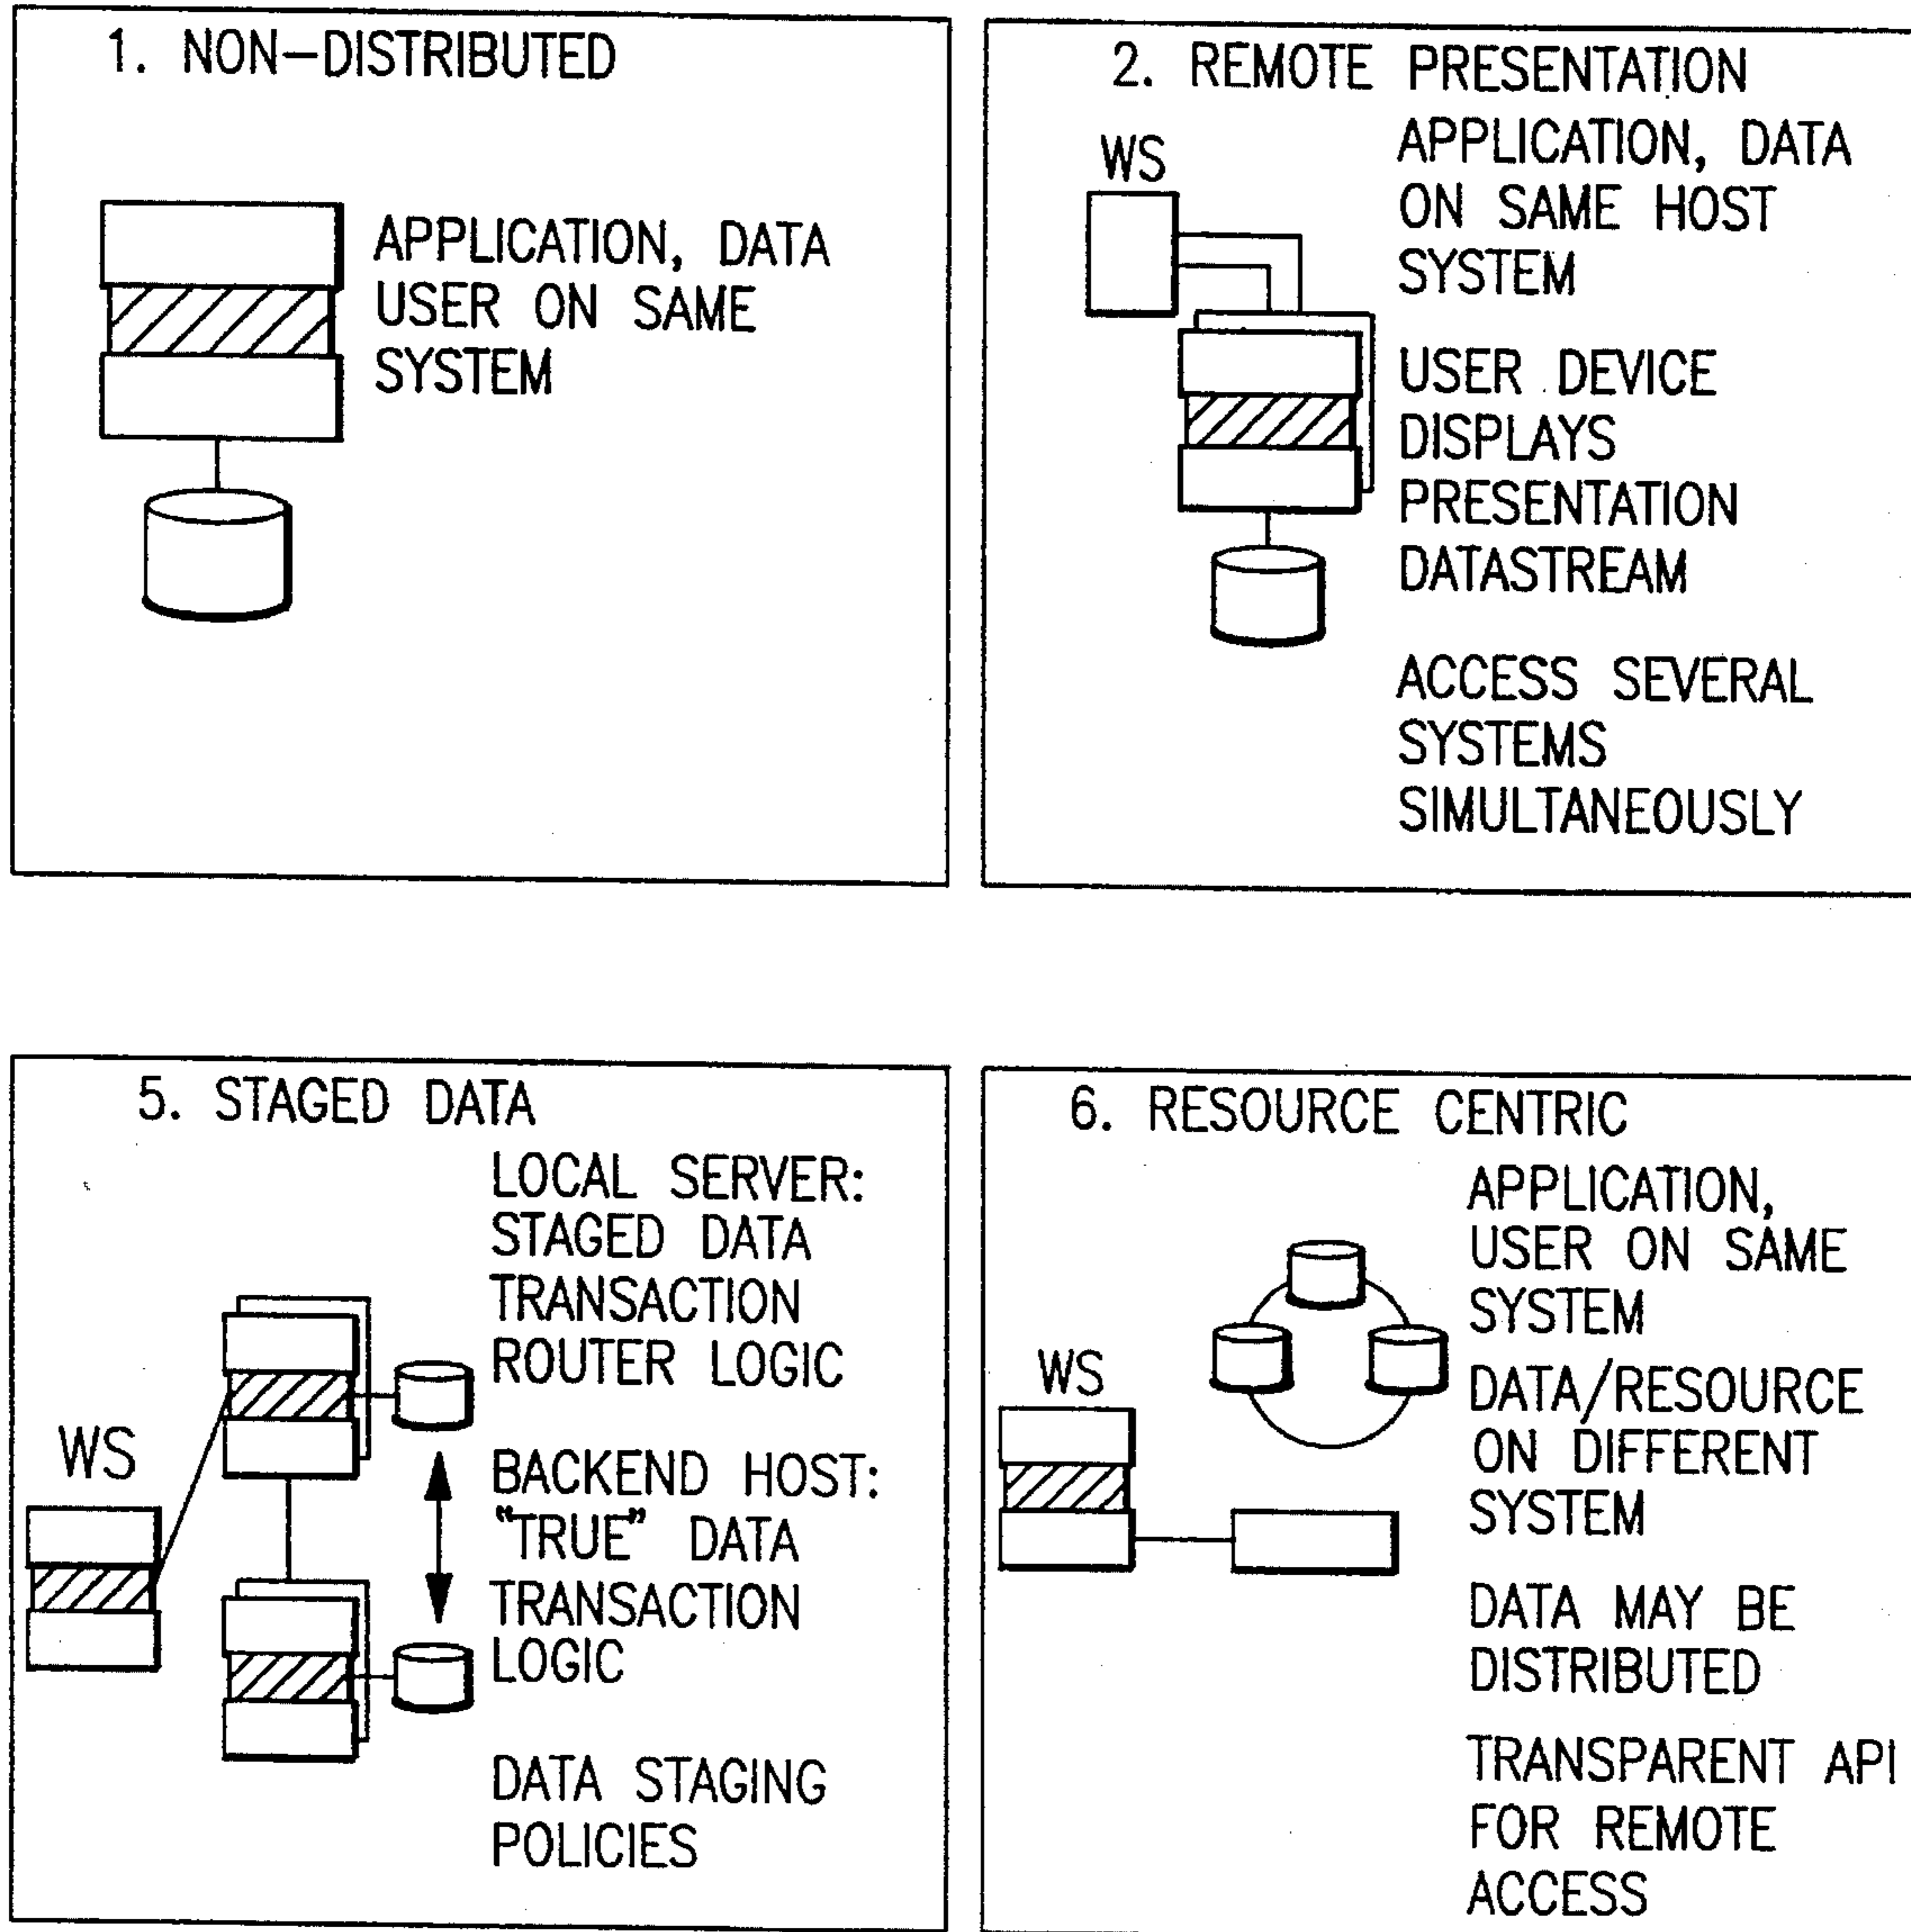 1. NON-DISTRIBUTED
APPLICATION, DATA
USER ON SAME
SYSTEM
2. REMOTE PRESENTATION
WS
APPLICATION, DATA
ON SAME HOST
SYSTEM
USER DEVICE
DISPLAYS
PRESENTATION
DATASTREAM
ACCESS SEVERAL
SYSTEMS
SIMULTANEOUSLY
5. STAGED DATA
LOCAL SERVER:
STAGED DATA
TRANSACTION
ROUTER LOGIC
WS
BACKEND HOST:
"TRUE" DATA
TRANSACTION
LOGIC
DATA STAGING
POLICIES
6. RESOURCE CENTRIC
APPLICATION,
USER ON SAME
SYSTEM
WS
DATA/RESOURCE
ON DIFFERENT
SYSTEM
DATA MAY BE
DISTRIBUTED
TRANSPARENT API
FOR REMOTE
ACCESS